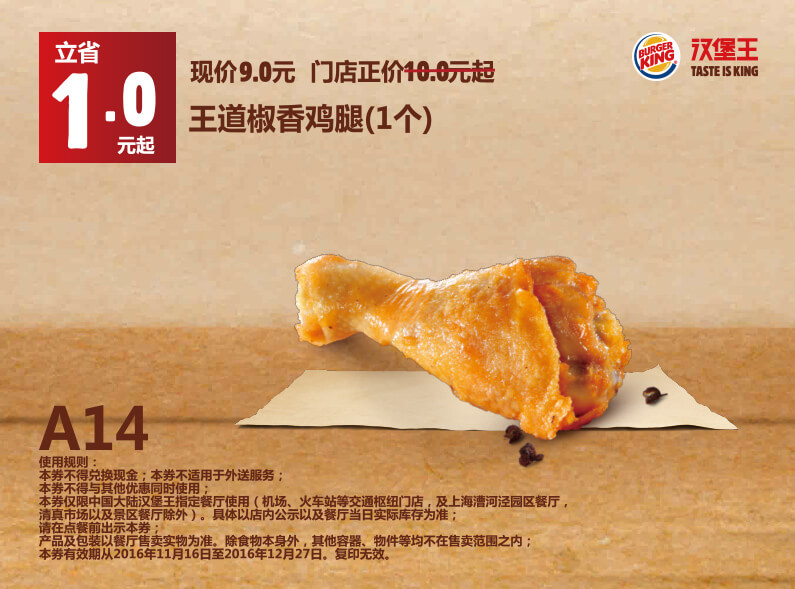 立省
1.0
元起
现价9.0元 门店正价10.0元起
王道椒香鸡腿(1个)
BURGER
KING
汉堡王
TASTE IS KING
A14
使用规则：
本券不得兑换现金；本券不适用于外送服务；
本券不得与其他优惠同时使用；
本券仅限中国大陆汉堡王指定餐厅使用（机场、火车站等交通枢纽门店，及上海漕河泾园区餐厅，
清真市场以及景区餐厅除外）。具体以店内公示以及餐厅当日实际库存为准；
请在点餐前出示本券；
产品及包装以餐厅售卖实物为准。除食物本身外，其他容器、物件等均不在售卖范围之内；
本券有效期从2016年11月16日至2016年12月27日。复印无效。